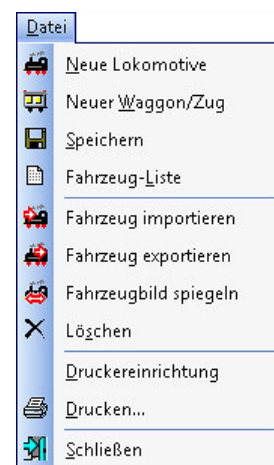 Datei
Neue Lokomotive
Neuer Waggon/Zug
Speichern
Fahrzeug-Liste
Fahrzeug importieren
Fahrzeug exportieren
Fahrzeugbild spiegeln
Löschen
Druckereinrichtung
Drucken...
Schließen